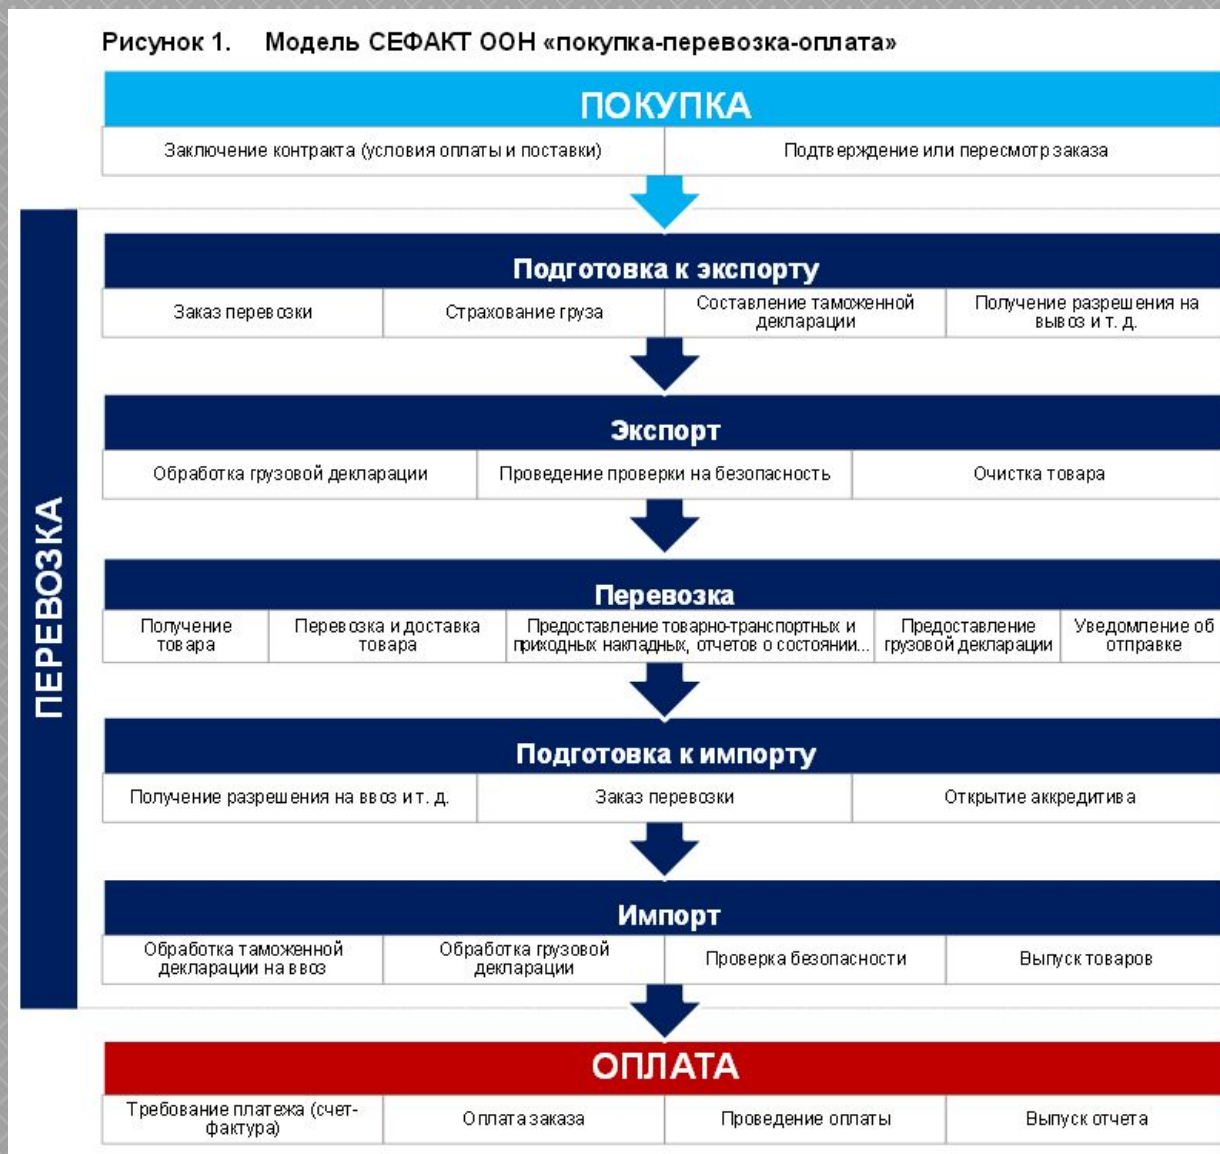 Рисунок 1. Модель СЕФАКТ ООН «покупка-перевозка-оплата»
ПОКУПКА
Заключение контракта (условия оплаты и поставки)
Подтверждение или пересмотр заказа
ПЕРЕВОЗКА
Подготовка к экспорту
Заказ перевозки
Страхование груза
Составление таможенной
декларации
Получение разрешения на
вывоз и т. д.
Экспорт
Обработка грузовой декларации
Проведение проверки на безопасность
Очистка товара
Перевозка
Получение
товара
Перевозка и доставка
товара
Предоставление товарно-транспортных и
приходных накладных, отчетов о состоянии...
Предоставление
грузовой декларации
Уведомление об
отправке
Подготовка к импорту
Получение разрешения на ввоз и т. д.
Заказ перевозки
Открытие аккредитива
Импорт
Обработка таможенной
декларации на ввоз
Обработка грузовой
декларации
Проверка безопасности
Выпуск товаров
ОПЛАТА
Требование платежа (счет-
фактура)
Оплата заказа
Проведение оплаты
Выпуск отчета